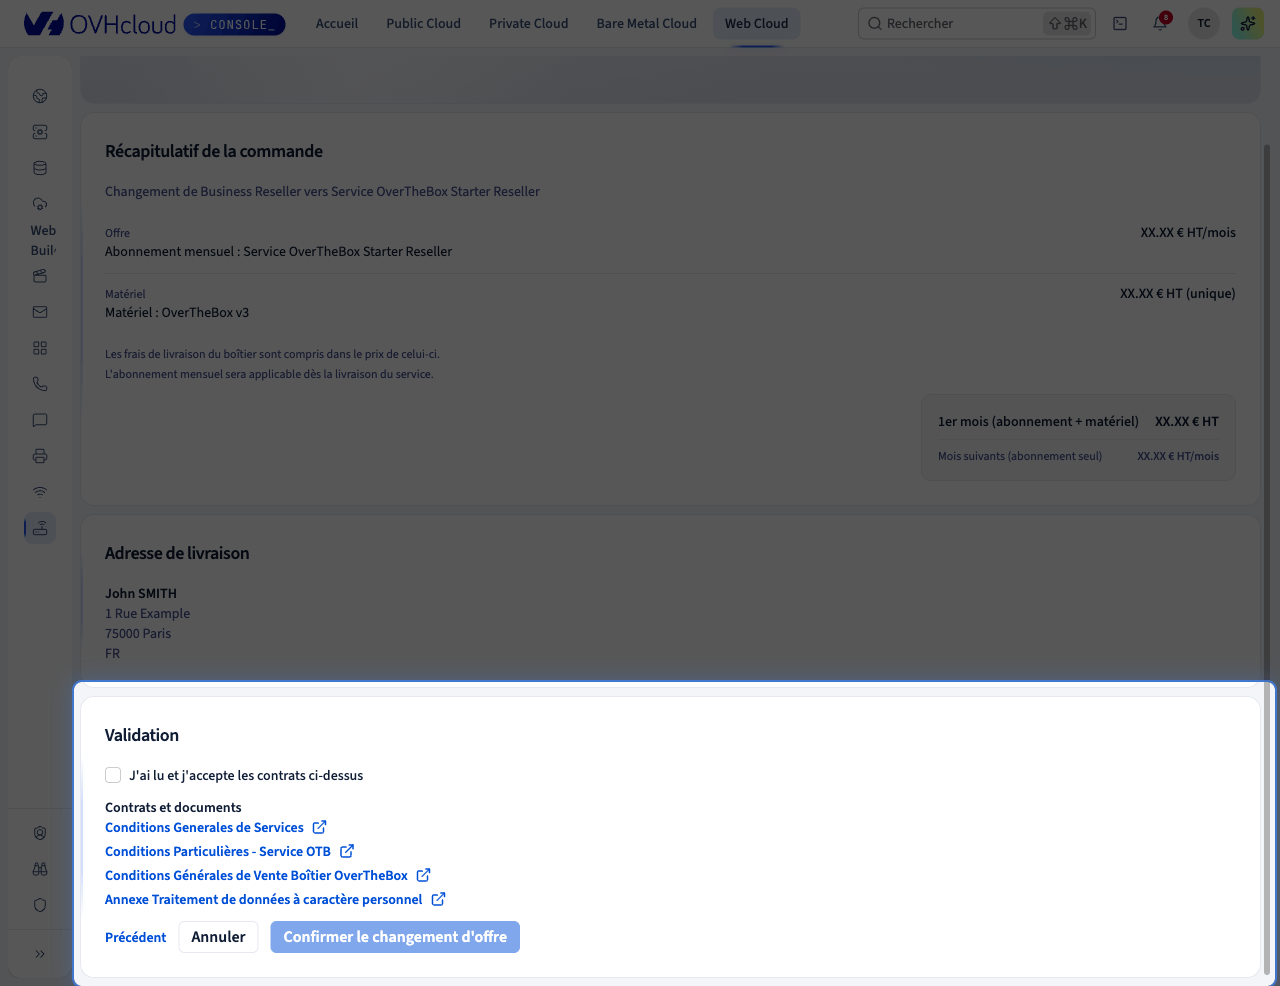 OVHcloud > CONSOLE_ Accueil Public Cloud Private Cloud Bare Metal Cloud Web Cloud Rechercher ⇧⌘K 8 TC
Web
Buil
Récapitulatif de la commande
Changement de Business Reseller vers Service OverTheBox Starter Reseller
Offre
Abonnement mensuel : Service OverTheBox Starter Reseller
XX.XX € HT/mois
Matériel
Matériel : OverTheBox v3
XX.XX € HT (unique)
Les frais de livraison du boîtier sont compris dans le prix de celui-ci.
L'abonnement mensuel sera applicable dès la livraison du service.
1er mois (abonnement + matériel) XX.XX € HT
Mois suivants (abonnement seul) XX.XX € HT/mois
Adresse de livraison
John SMITH
1 Rue Example
75000 Paris
FR
Validation
J'ai lu et j'accepte les contrats ci-dessus
Contrats et documents
Conditions Generales de Services
Conditions Particulières - Service OTB
Conditions Générales de Vente Boîtier OverTheBox
Annexe Traitement de données à caractère personnel
Précédent Annuler Confirmer le changement d'offre